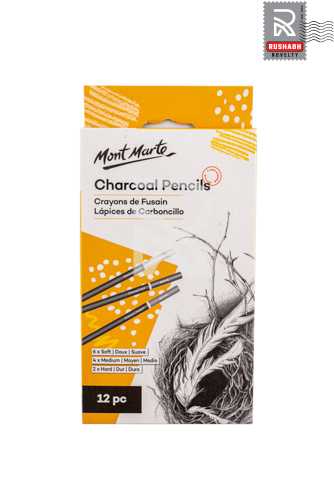 RUSHABH
NOVELTY
Mont Marte
Charcoal Pencils
Crayons de Fusain
Lápices de Carboncillo
6 x Soft | Doux | Suave
4 x Medium | Moyen | Medio
2 x Hard | Dur | Duro
12 pc